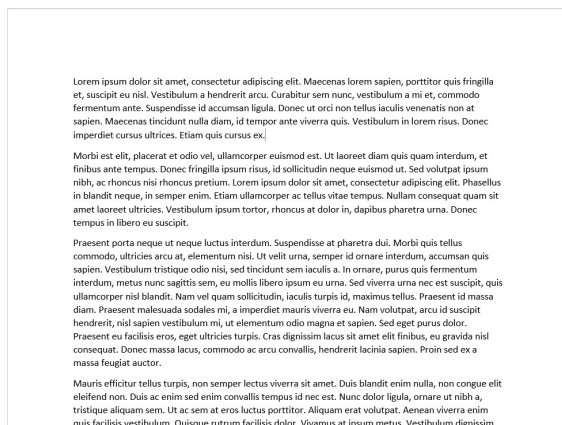 Lorem ipsum dolor sit amet, consectetur adipiscing elit. Maecenas lorem sapien, porttitor quis fringilla
et, suscipit eu nisl. Vestibulum a hendrerit arcu. Curabitur sem nunc, vestibulum a mi et, commodo
fermentum ante. Suspendisse id accumsan ligula. Donec ut orci non tellus iaculis venenatis non at
sapien. Maecenas tincidunt nulla diam, id tempor ante viverra quis. Vestibulum in lorem risus. Donec
imperdiet cursus ultrices. Etiam quis cursus ex.
Morbi est elit, placerat et odio vel, ullamcorper euismod est. Ut laoreet diam quis quam interdum, et
finibus ante tempus. Donec fringilla ipsum risus, id sollicitudin neque euismod ut. Sed volutpat ipsum
nibh, ac rhoncus nisi rhoncus pretium. Lorem ipsum dolor sit amet, consectetur adipiscing elit. Phasellus
in blandit neque, in semper enim. Etiam ullamcorper ac tellus vitae tempus. Nullam consequat quam sit
amet laoreet ultricies. Vestibulum ipsum tortor, rhoncus at dolor in, dapibus pharetra urna. Donec
tempus in libero eu suscipit.
Praesent porta neque ut neque luctus interdum. Suspendisse at pharetra dui. Morbi quis tellus
commodo, ultricies arcu at, elementum nisi. Ut velit urna, semper id ornare interdum, accumsan quis
sapien. Vestibulum tristique odio nisi, sed tincidunt sem iaculis a. In ornare, purus quis fermentum
interdum, metus nunc sagittis sem, eu mollis libero ipsum eu urna. Sed viverra urna nec est suscipit, quis
ullamcorper nisl blandit. Nam vel quam sollicitudin, iaculis turpis id, maximus tellus. Praesent id massa
diam. Praesent malesuada sodales mi, a imperdiet mauris viverra eu. Nam volutpat, arcu id suscipit
hendrerit, nisl sapien vestibulum mi, ut elementum odio magna et sapien. Sed eget purus dolor.
Praesent eu facilisis eros, eget ultricies turpis. Cras dignissim lacus sit amet elit finibus, eu gravida nisl
consequat. Donec massa lacus, commodo ac arcu convallis, hendrerit lacinia sapien. Proin sed ex a
massa feugiat auctor.
Mauris efficitur tellus turpis, non semper lectus viverra sit amet. Duis blandit enim nulla, non congue elit
eleifend non. Duis ac enim sed enim convallis tempus id nec est. Nunc dolor ligula, ornare ut nibh a,
tristique aliquam sem. Ut ac sem at eros luctus porttitor. Aliquam erat volutpat. Aenean viverra enim
quis facilisis vestibulum. Quisque rutrum facilisis dolor. Vivamus at ipsum metus. Vestibulum dignissim